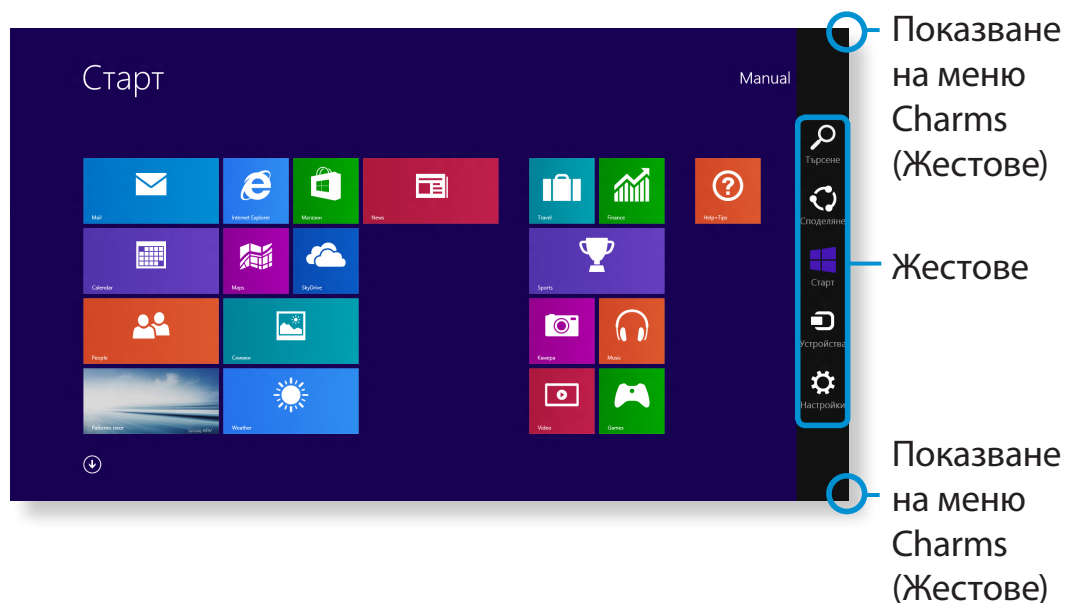 Старт
Manual
Mail
Internet Explorer
Магазин
News
Travel
Finance
Help+Tips
Calendar
Maps
SkyDrive
Sports
People
Снимки
Камера
Music
Работен плот
Weather
Video
Games
Търсене
Споделяне
Старт
Устройства
Настройки
Показване
на меню
Charms
(Жестове)
Жестове
Показване
на меню
Charms
(Жестове)